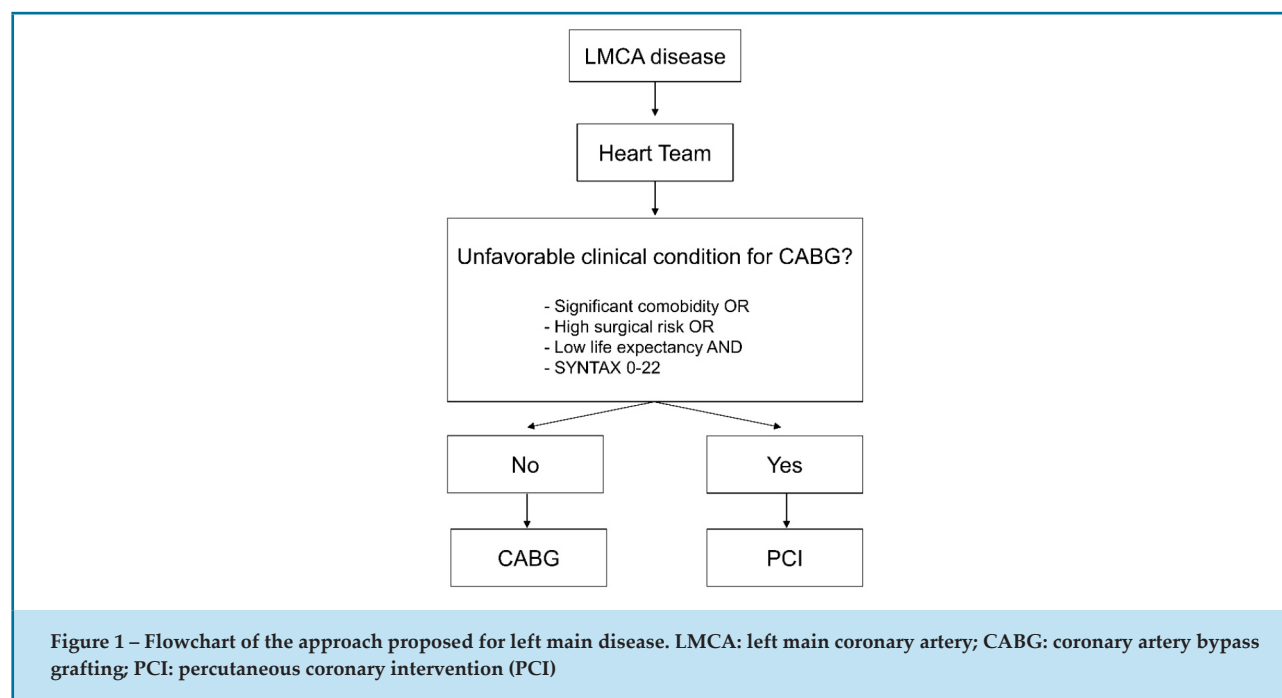 LMCA disease
Heart Team
Unfavorable clinical condition for CABG?
- Significant comobidity OR
- High surgical risk OR
- Low life expectancy AND
- SYNTAX 0-22
No
Yes
CABG
PCI
Figure 1 – Flowchart of the approach proposed for left main disease. LMCA: left main coronary artery; CABG: coronary artery bypass
grafting; PCI: percutaneous coronary intervention (PCI)